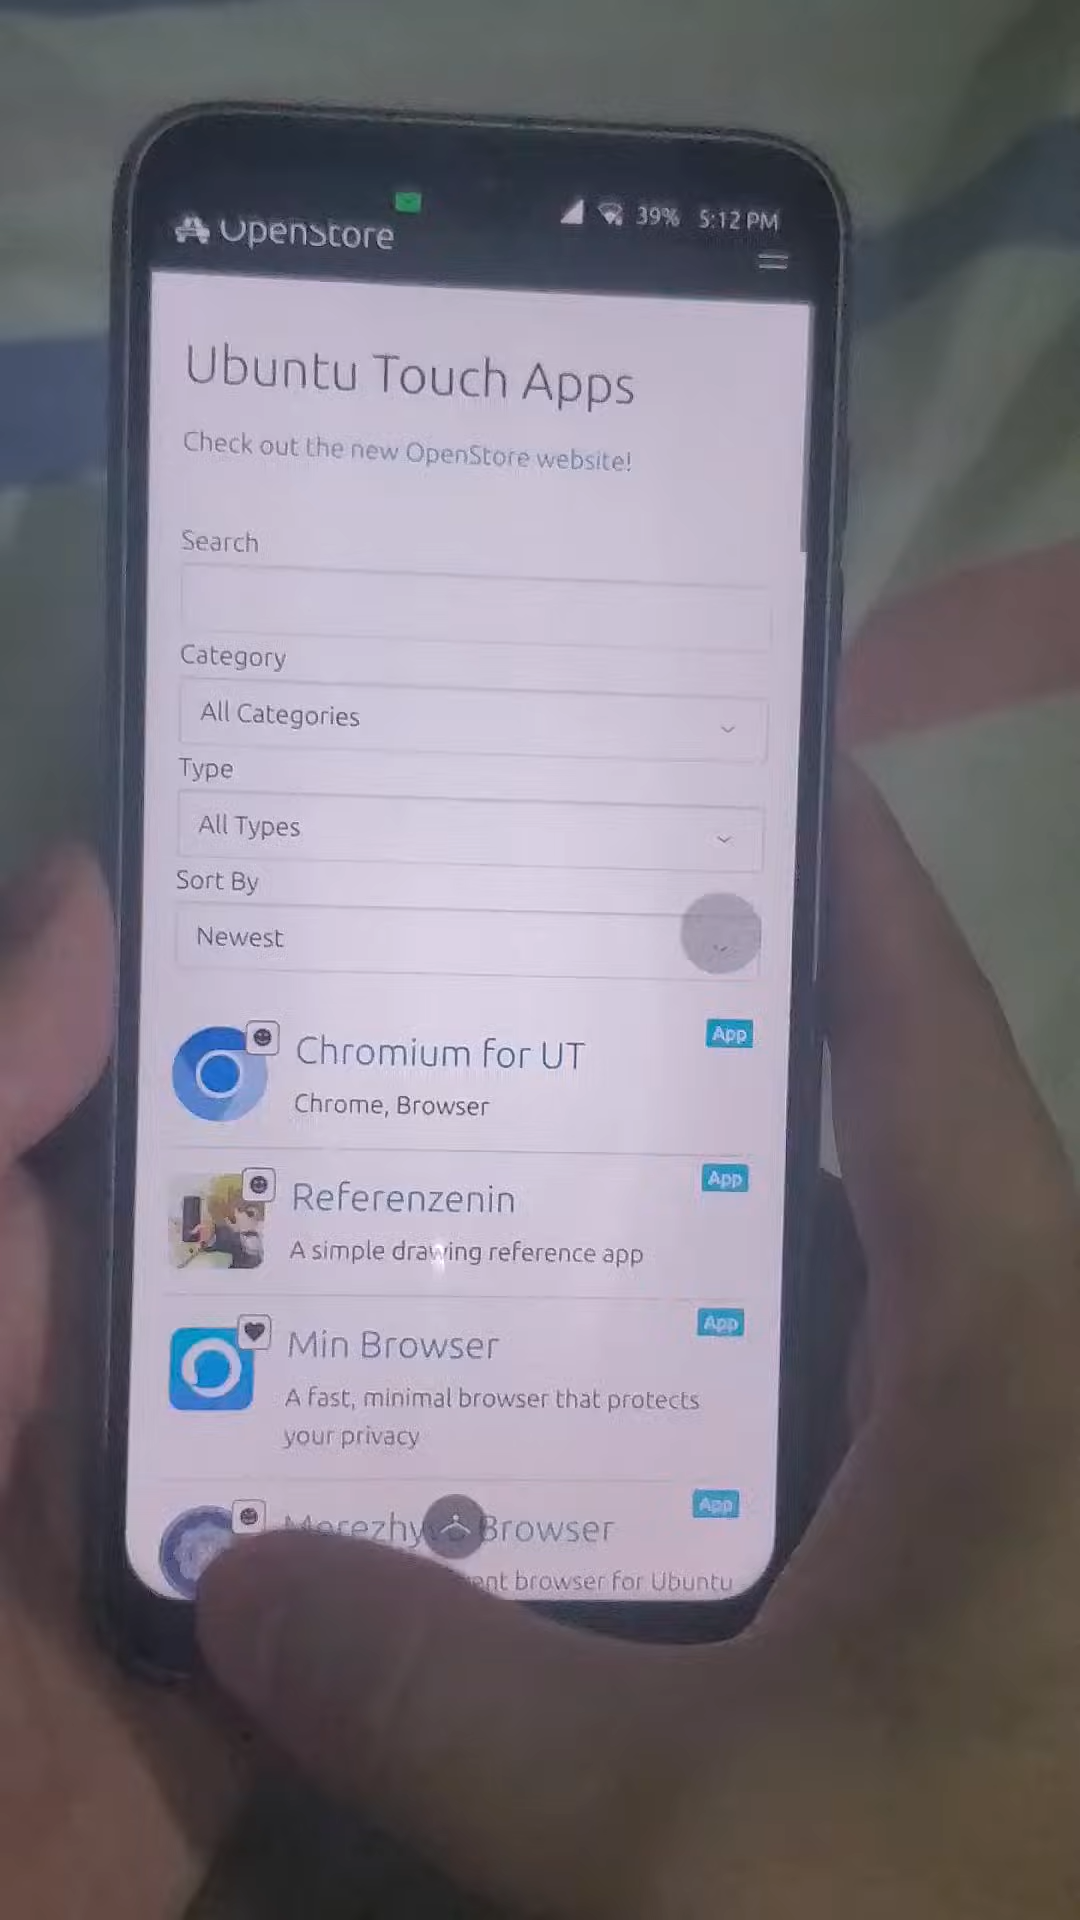 39% 5:12 PM
OpenStore
Ubuntu Touch Apps
Check out the new OpenStore website!
Search
Category
All Categories
Type
All Types
Sort By
Newest
App
Chromium for UT
Chrome, Browser
App
Referenzenin
A simple drawing reference app
App
Min Browser
A fast, minimal browser that protects
your privacy
App
Browser
browser for Ubuntu